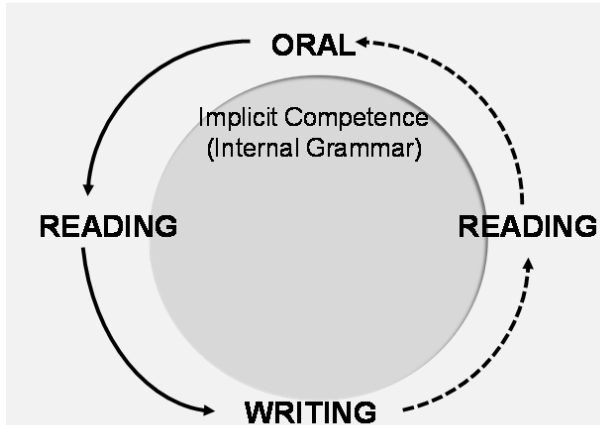 ORAL
Implicit Competence
(Internal Grammar)
READING
READING
WRITING